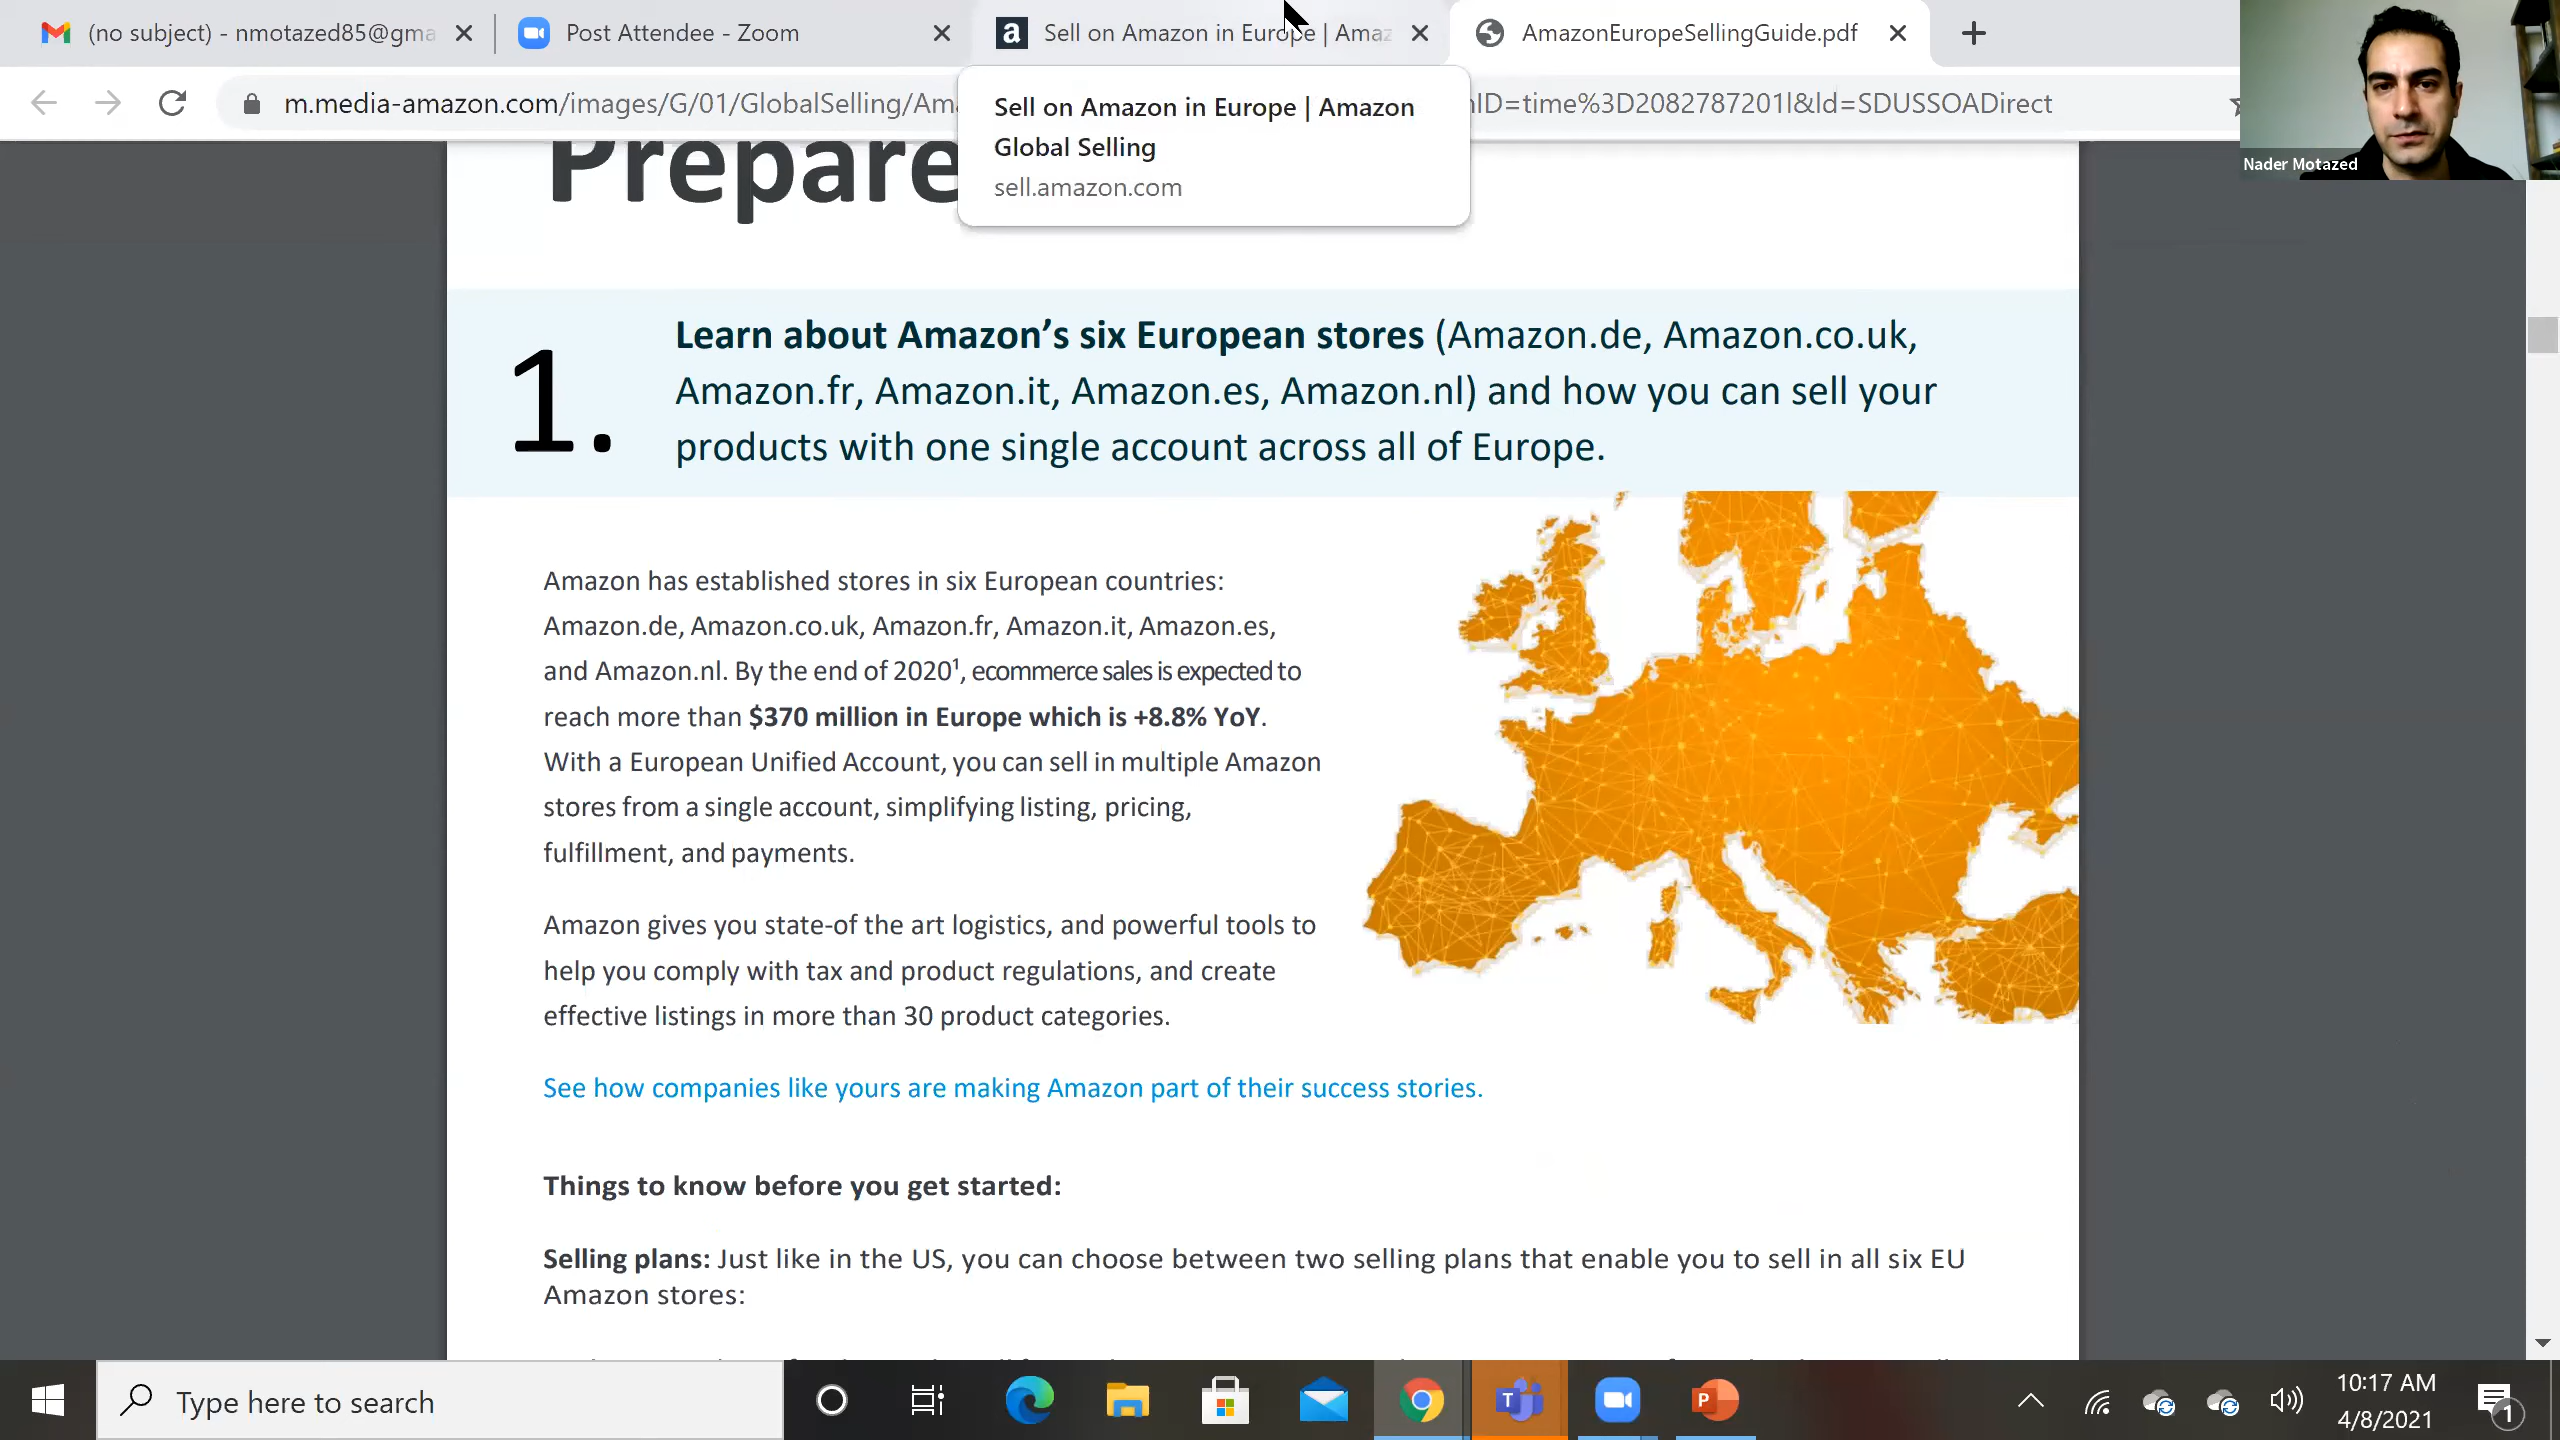 (no subject) - nmotazed85@gma
Post Attendee - Zoom
Sell on Amazon in Europe | Amaz
AmazonEuropeSellingGuide.pdf
m.media-amazon.com/images/G/01/GlobalSelling/Am
ID=time%3D2082787201l&ld=SDUSSOADirect
Sell on Amazon in Europe | Amazon
Global Selling
sell.amazon.com
Nader Motazed
Prepare
1.
Learn about Amazon’s six European stores (Amazon.de, Amazon.co.uk,
Amazon.fr, Amazon.it, Amazon.es, Amazon.nl) and how you can sell your
products with one single account across all of Europe.
Amazon has established stores in six European countries:
Amazon.de, Amazon.co.uk, Amazon.fr, Amazon.it, Amazon.es,
and Amazon.nl. By the end of 2020¹, ecommerce sales is expected to
reach more than $370 million in Europe which is +8.8% YoY.
With a European Unified Account, you can sell in multiple Amazon
stores from a single account, simplifying listing, pricing,
fulfillment, and payments.
Amazon gives you state-of the art logistics, and powerful tools to
help you comply with tax and product regulations, and create
effective listings in more than 30 product categories.
See how companies like yours are making Amazon part of their success stories.
Things to know before you get started:
Selling plans: Just like in the US, you can choose between two selling plans that enable you to sell in all six EU
Amazon stores:
Type here to search
10:17 AM
4/8/2021
1